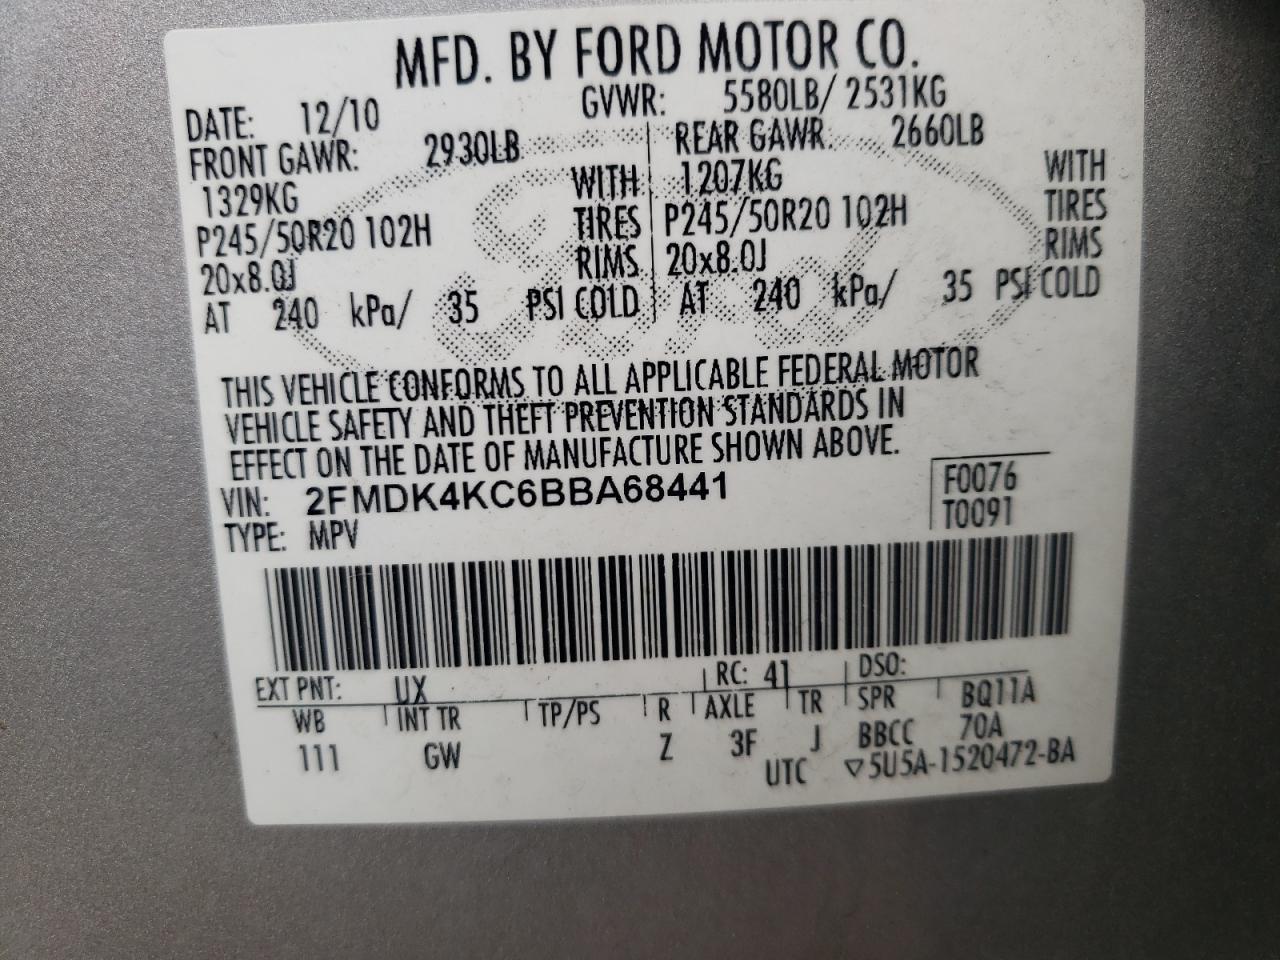 MFD. BY FORD MOTOR CO.
DATE: 12/10 GVWR: 5580LB/ 2531KG
FRONT GAWR: 2930LB REAR GAWR: 2660LB
1329KG WITH 1207KG WITH
P245/50R20 102H TIRES P245/50R20 102H TIRES
20x8.0J RIMS 20x8.0J RIMS
AT 240 kPa/ 35 PSI COLD AT 240 kPa/ 35 PSI COLD
THIS VEHICLE CONFORMS TO ALL APPLICABLE FEDERAL MOTOR
VEHICLE SAFETY AND THEFT PREVENTION STANDARDS IN
EFFECT ON THE DATE OF MANUFACTURE SHOWN ABOVE.
VIN: 2FMDK4KC6BBA68441 F0076
TYPE: MPV T0091
EXT PNT: UX RC: 41 DSO:
WB INT TR TP/PS R AXLE TR SPR BQ11A
111 GW Z 3F J BBCC 70A
UTC ▽5U5A-1520472-BA